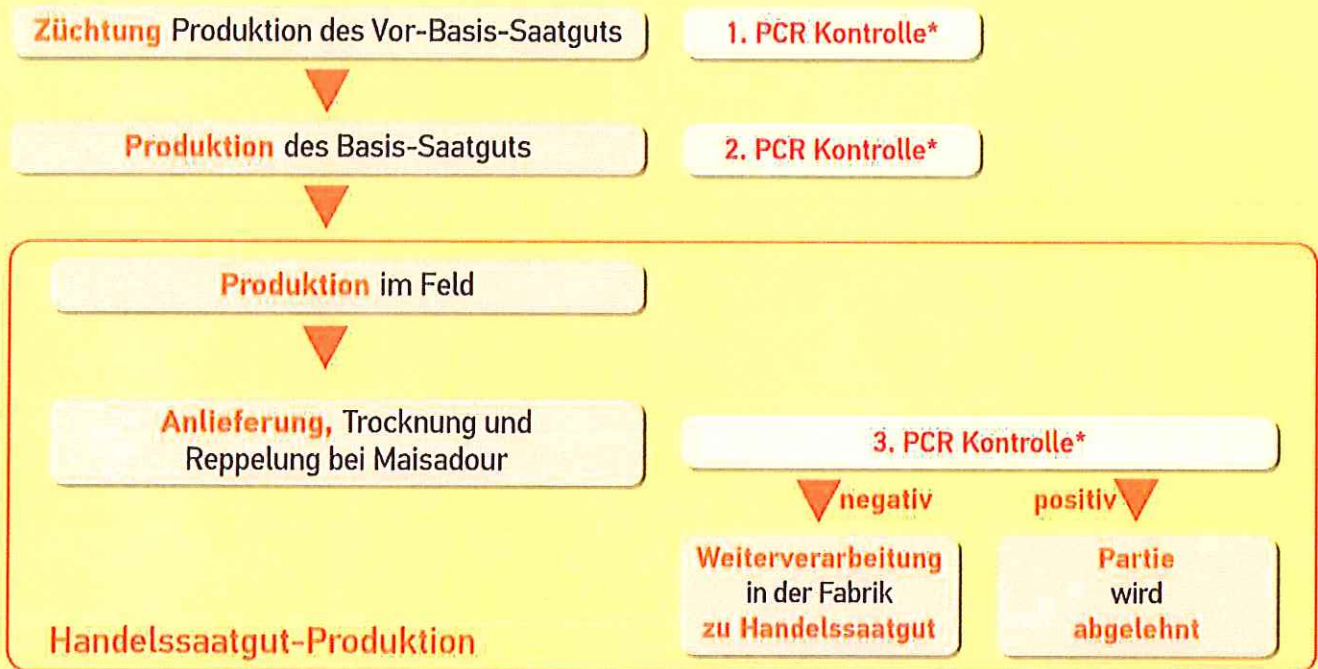 Züchtung Produktion des Vor-Basis-Saatguts
1. PCR Kontrolle*
Produktion des Basis-Saatguts
2. PCR Kontrolle*
Produktion im Feld
Anlieferung, Trocknung und
Reppelung bei Maisadour
3. PCR Kontrolle*
negativ
positiv
Weiterverarbeitung
in der Fabrik
zu Handelssaatgut
Partie
wird
abgelehnt
Handelssaatgut-Produktion